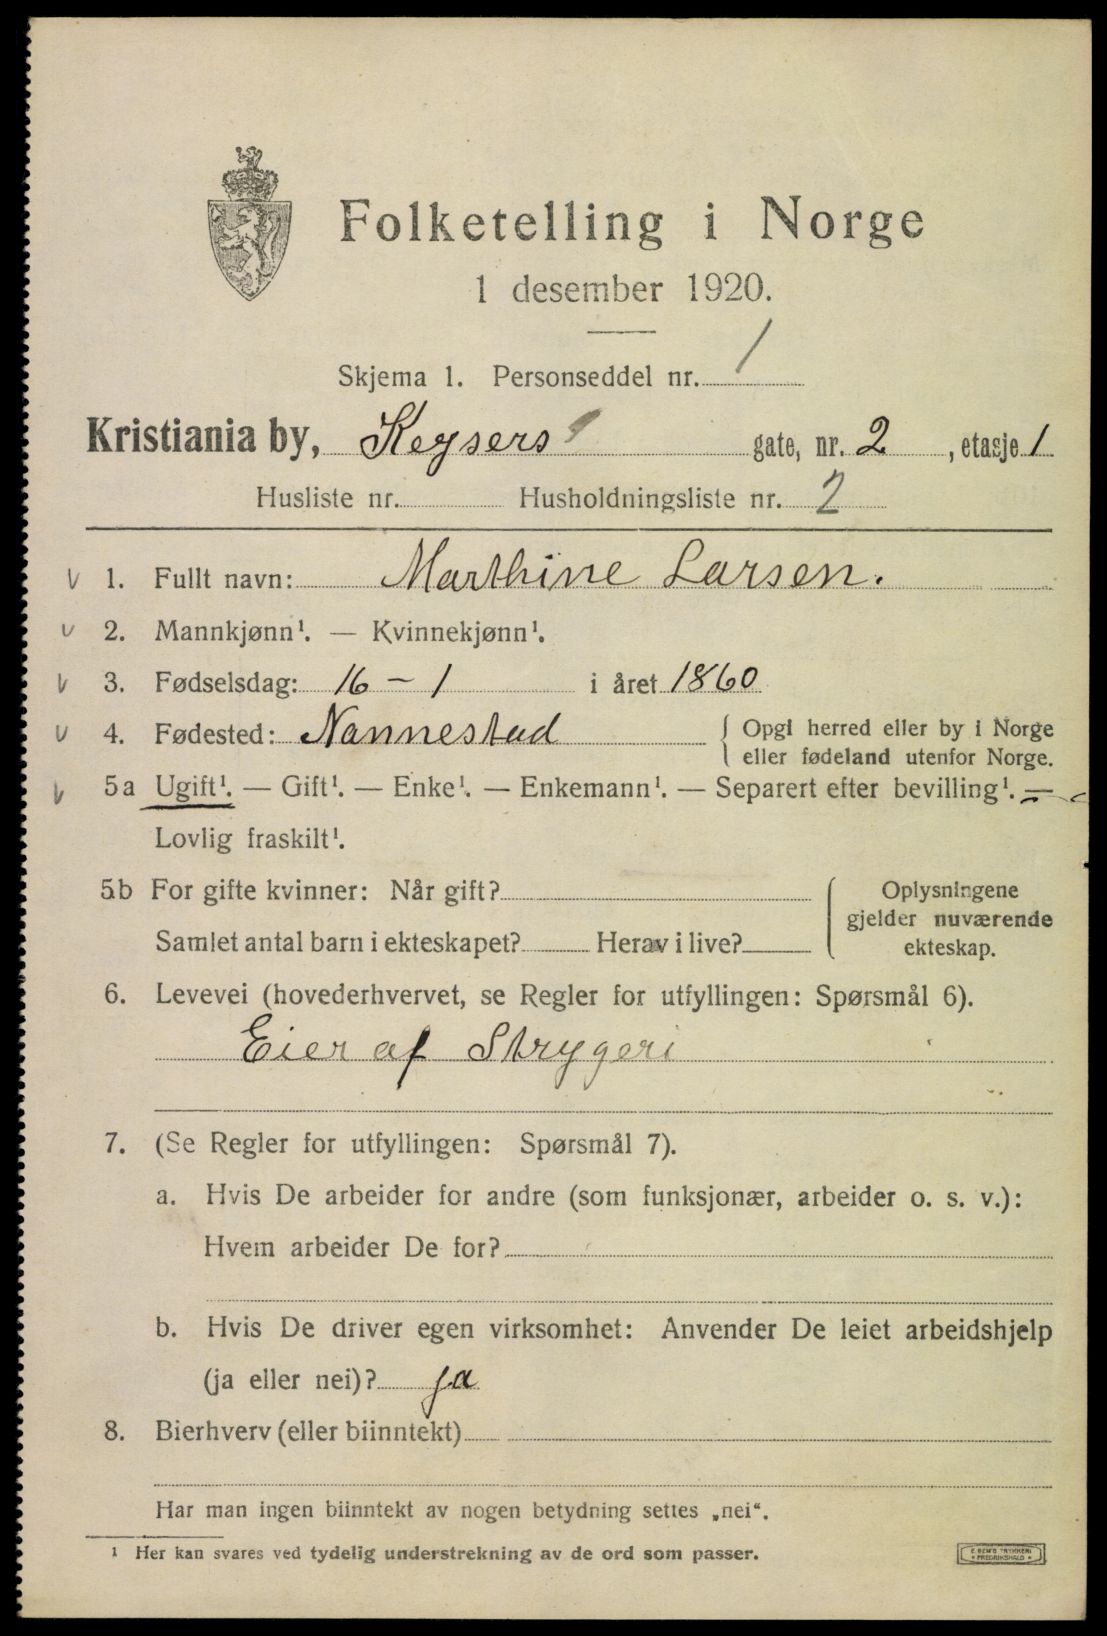 Folketelling i Norge
1 desember 1920.
Skjema 1. Personseddel nr. 1
Kristiania by, Keysers gate, nr. 2, etasje 1
Husliste nr. Husholdningsliste nr. 2
1. Fullt navn: Marthine Larsen.
2. Mannkjønn¹. — Kvinnekjønn¹.
3. Fødselsdag: 16 - 1 i året 1860
4. Fødested: Nannestad { Opgi herred eller by i Norge
eller fødeland utenfor Norge.
5a Ugift¹. — Gift¹. — Enke¹. — Enkemann¹. — Separert efter bevilling¹. —
Lovlig fraskilt¹.
5b For gifte kvinner: Når gift? { Oplysningene
gjelder nuværende
Samlet antal barn i ekteskapet? Herav i live? ekteskap.
6. Levevei (hovederhvervet, se Regler for utfyllingen: Spørsmål 6).
Eier af Strygeri
7. (Se Regler for utfyllingen: Spørsmål 7).
a. Hvis De arbeider for andre (som funksjonær, arbeider o. s. v.):
Hvem arbeider De for?
b. Hvis De driver egen virksomhet: Anvender De leiet arbeidshjelp
(ja eller nei)? ja
8. Bierhverv (eller biinntekt)
Har man ingen biinntekt av nogen betydning settes „nei“.
¹ Her kan svares ved tydelig understrekning av de ord som passer.